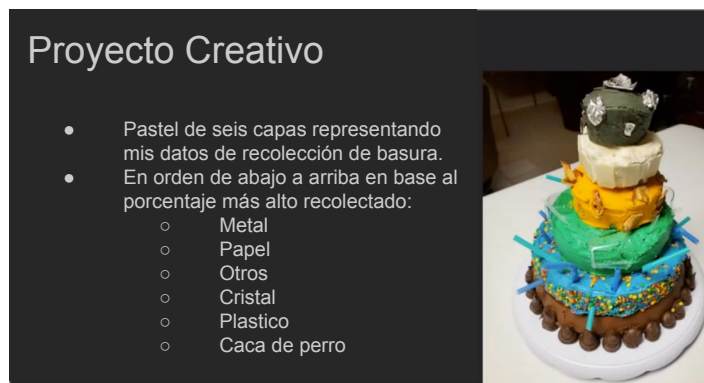 Proyecto Creativo
● Pastel de seis capas representando
mis datos de recolección de basura.
● En orden de abajo a arriba en base al
porcentaje más alto recolectado:
○ Metal
○ Papel
○ Otros
○ Cristal
○ Plastico
○ Caca de perro